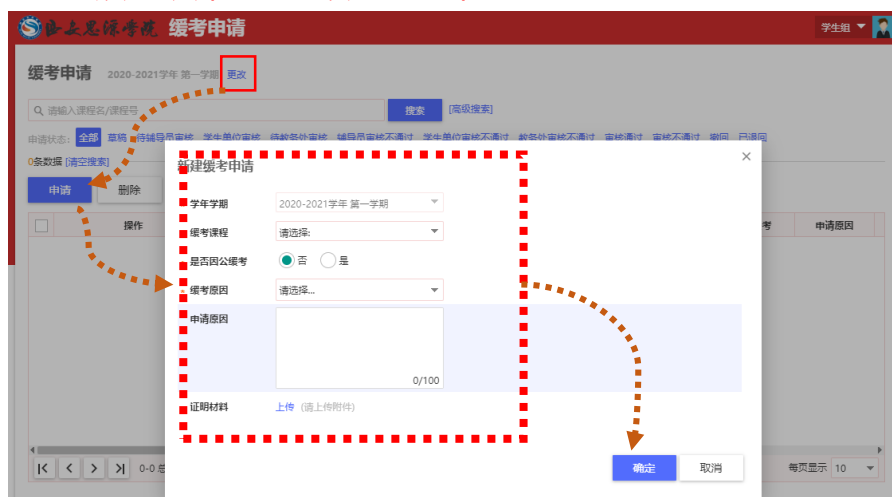 西安思源学院 缓考申请
学生组
缓考申请 2020-2021学年 第一学期 更改
请输入课程名/课程号 搜索 [高级搜索]
申请状态: 全部 草稿 待辅导员审核 学生单位审核 待教务处审核 辅导员审核不通过 学生单位审核不通过 教务处审核不通过 审核通过 审核不通过 撤回 已退回
0条数据 [清空搜索]
申请 删除
操作 考 申请原因
新建缓考申请
学年学期 2020-2021学年 第一学期
缓考课程 请选择:
是否因公缓考 否 是
缓考原因 请选择...
申请原因
0/100
证明材料 上传 (请上传附件)
确定 取消
0-0 总 每页显示 10